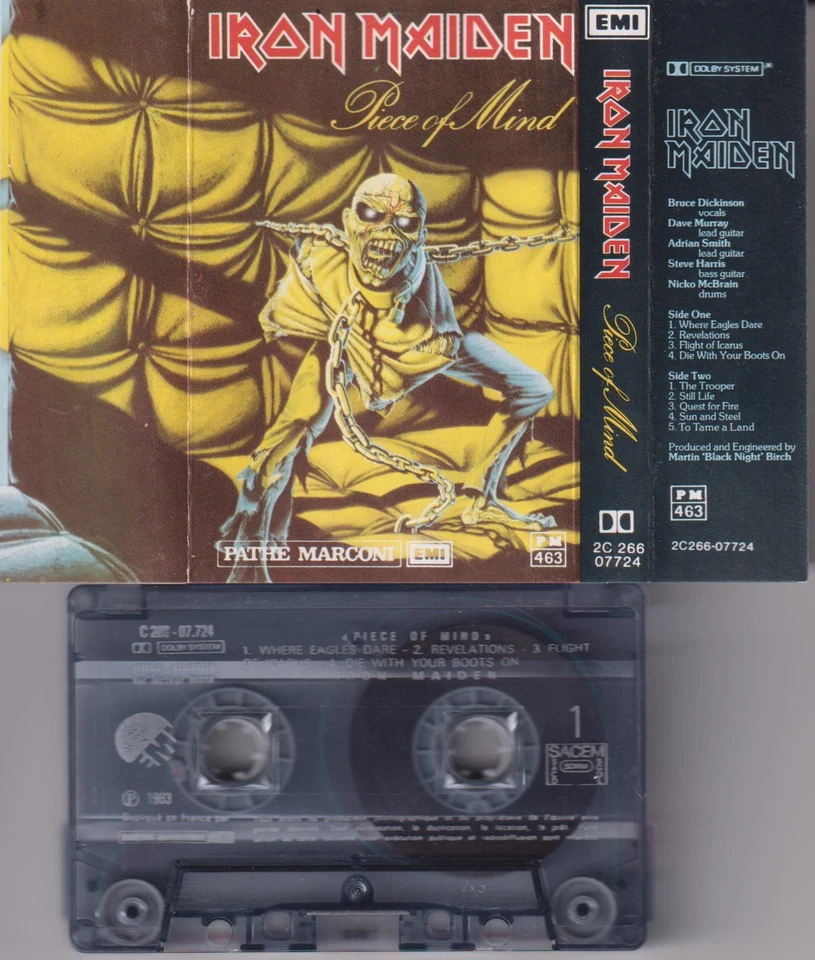 IRON MAIDEN
Piece of Mind
PATHE MARCONI EMI
PM
463
EMI
IRON MAIDEN
Piece of Mind
2C 266
07724
DOLBY SYSTEM
IRON
MAIDEN
Bruce Dickinson
vocals
Dave Murray
lead guitar
Adrian Smith
lead guitar
Steve Harris
bass guitar
Nicko McBrain
drums
Side One
1. Where Eagles Dare
2. Revelations
3. Flight of Icarus
4. Die With Your Boots On
Side Two
1. The Trooper
2. Still Life
3. Quest for Fire
4. Sun and Steel
5. To Tame a Land
Produced and Engineered by
Martin 'Black Night' Birch
PM
463
2C266-07724
«PIECE OF MIND»
DOLBY SYSTEM
1. WHERE EAGLES DARE - 2. REVELATIONS - 3. FLIGHT
OF ICARUS - 4. DIE WITH YOUR BOOTS ON
IRON MAIDEN
EMI
1
SACEM
SDRM
Ⓟ 1983
Dupliqué en France par